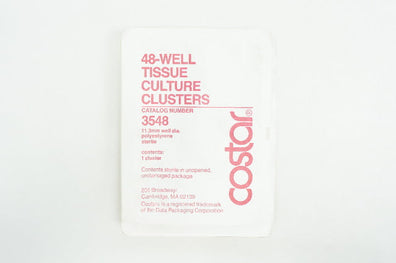 48-WELL
TISSUE
CULTURE
CLUSTERS
CATALOG NUMBER
3548
11.3mm well dia.
polystyrene
sterile
contents:
1 cluster
Contents sterile in unopened,
undamaged package
205 Broadway
Cambridge, MA 02139
Costar is a registered trademark
of the Data Packaging Corporation
costar®